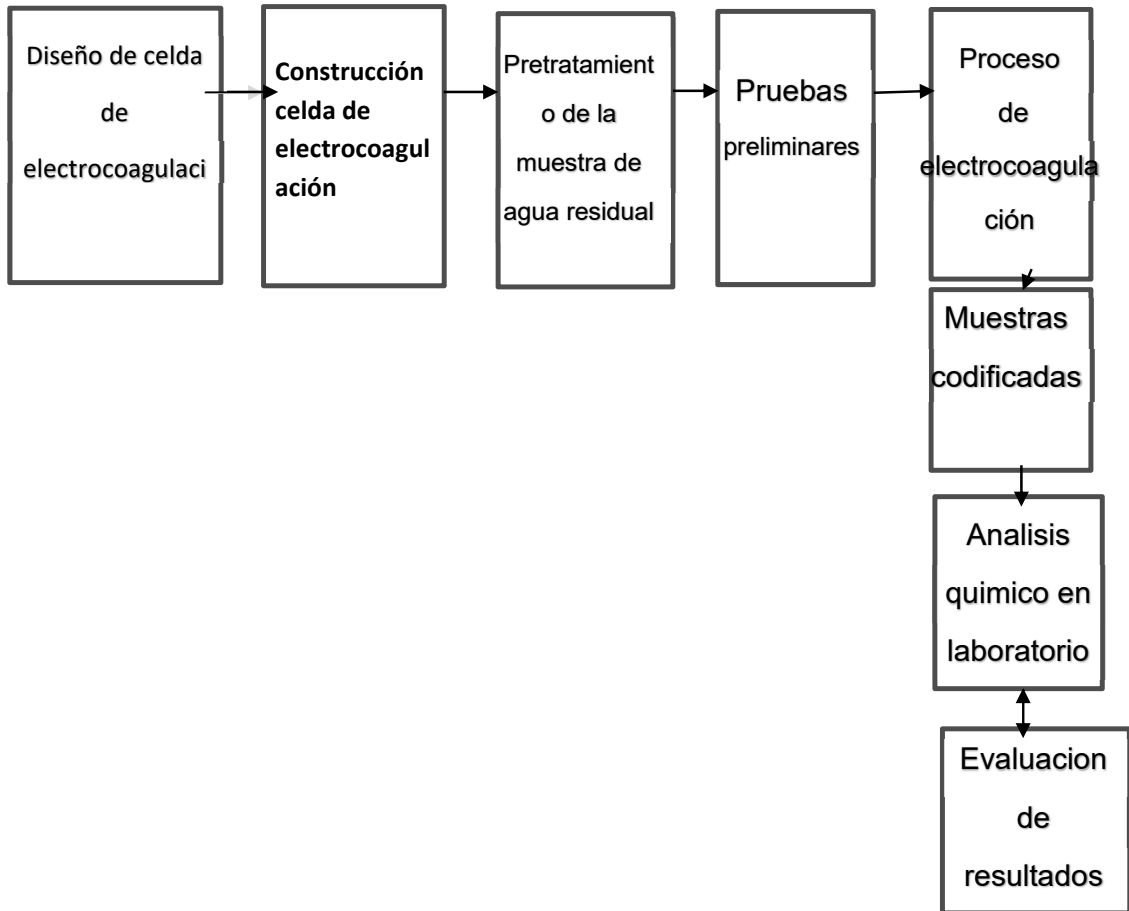 Diseño de celda
de
electrocoagulaci
Construcción
celda de
electrocoagul
ación
Pretratamient
o de la
muestra de
agua residual
Pruebas
preliminares
Proceso
de
electrocoagula
ción
Muestras
codificadas
Analisis
quimico en
laboratorio
Evaluacion
de
resultados